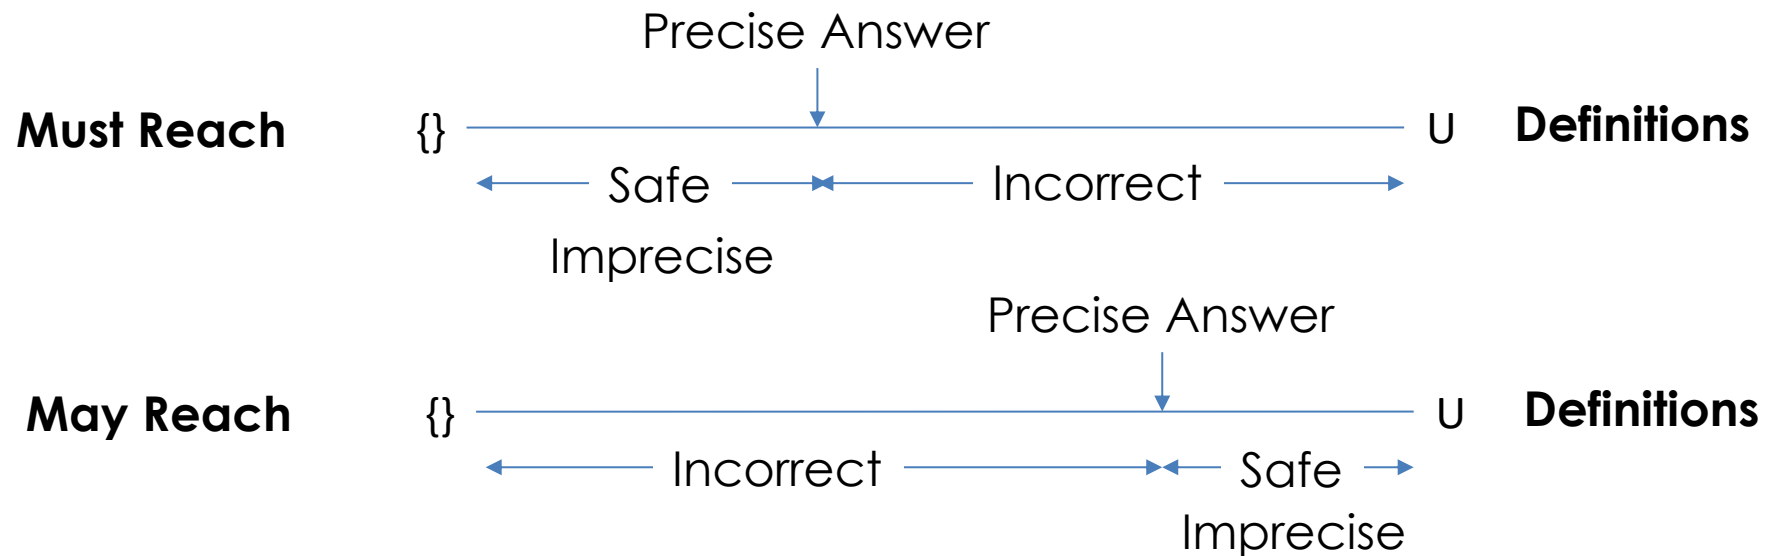 Precise Answer
Must Reach {} U Definitions
Safe Incorrect
Imprecise
Precise Answer
May Reach {} U Definitions
Incorrect Safe
Imprecise